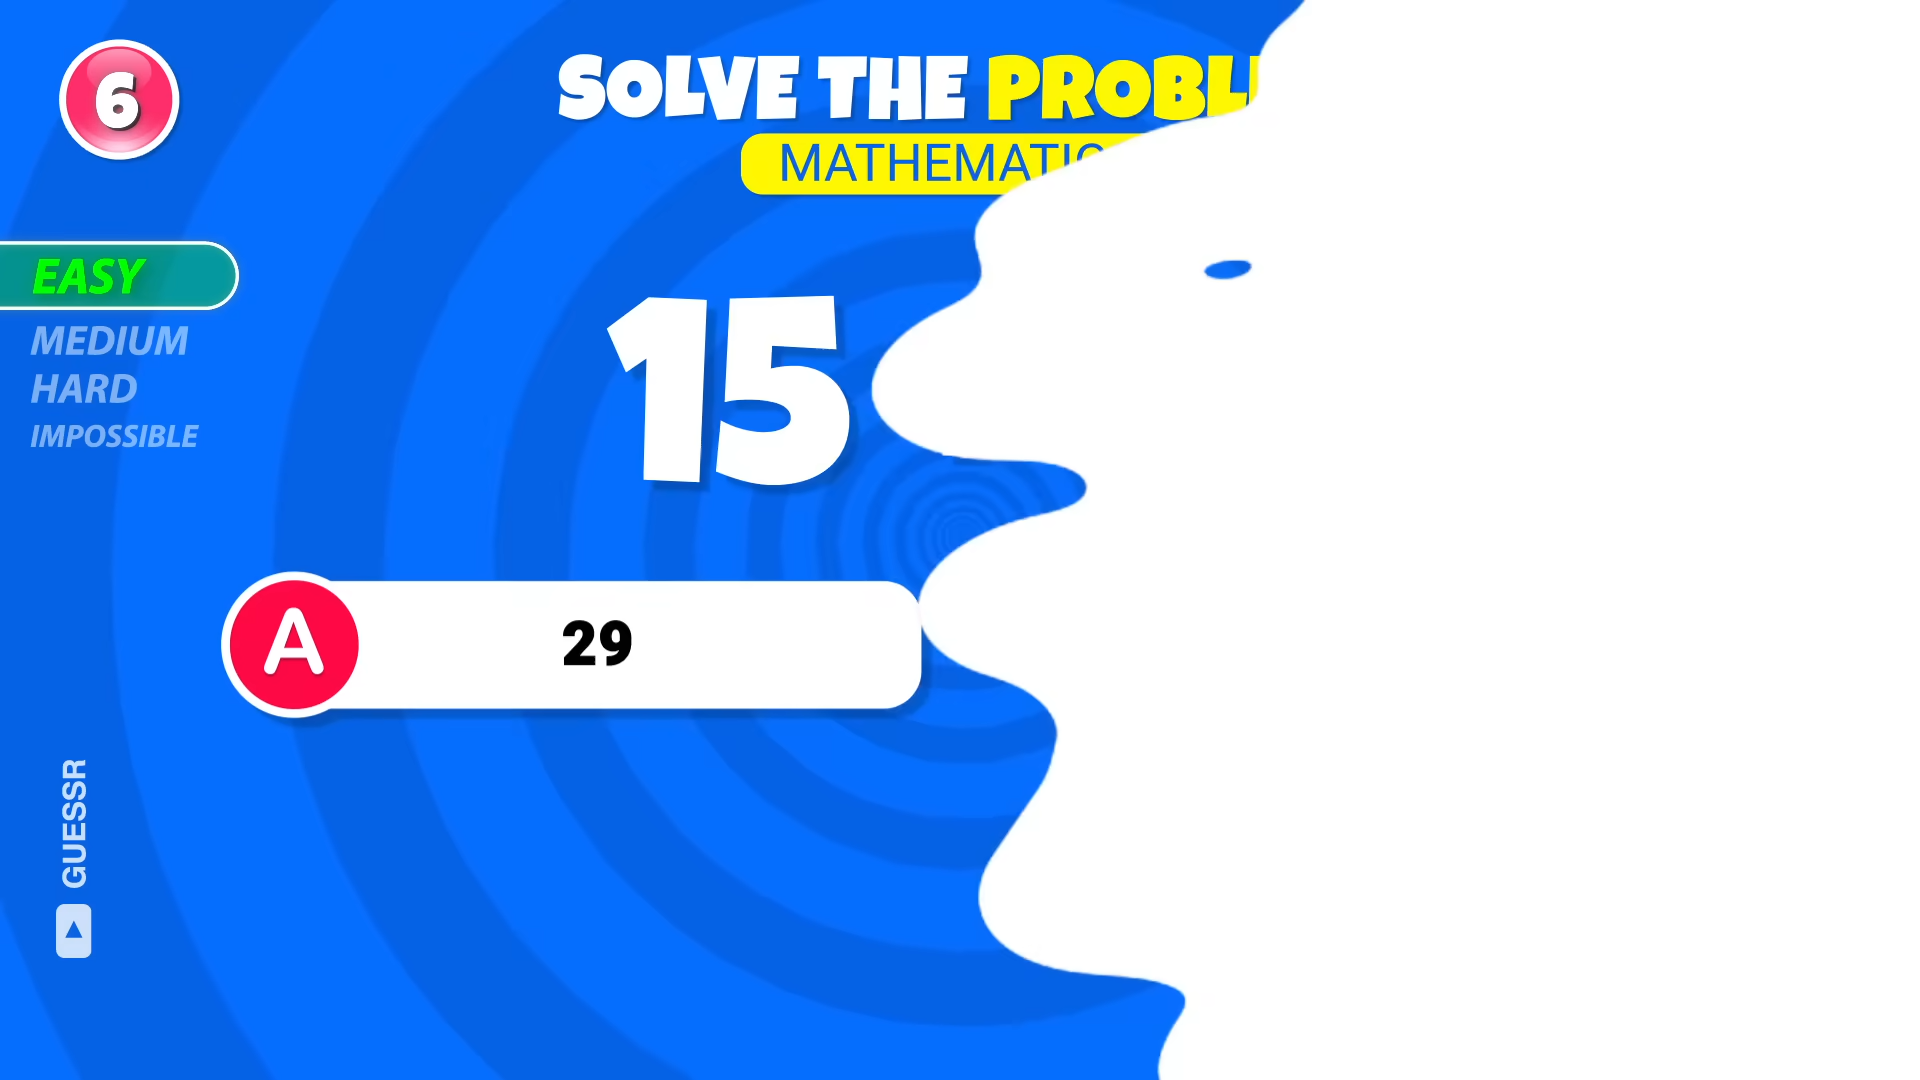 6
SOLVE THE PROBL
MATHEMATIC
EASY
MEDIUM
HARD
IMPOSSIBLE
15
A
29
GUESSR